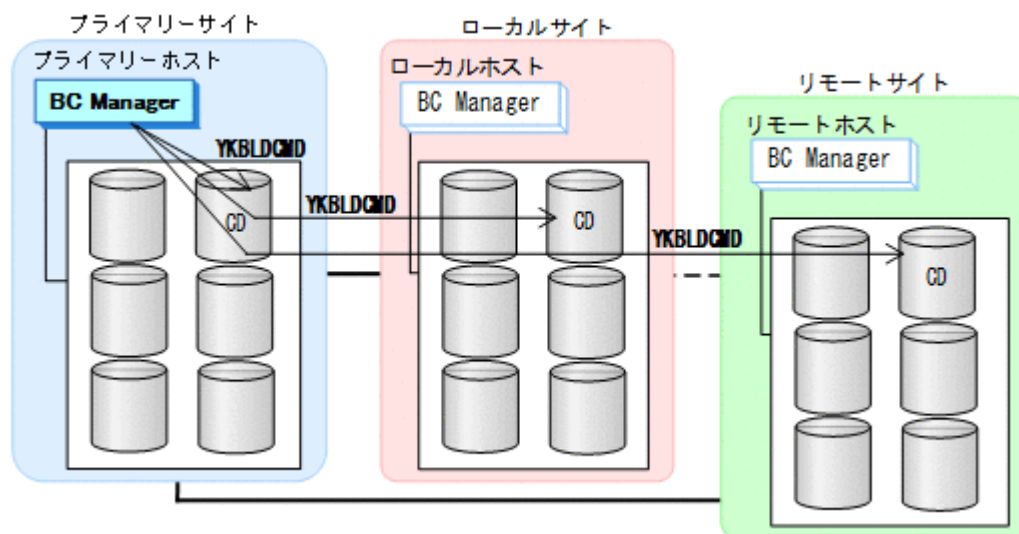 プライマリーサイト
プライマリーホスト
BC Manager
YKBLDCMD
CD
ローカルサイト
ローカルホスト
BC Manager
YKBLDCMD
CD
リモートサイト
リモートホスト
BC Manager
YKBLDCMD
CD